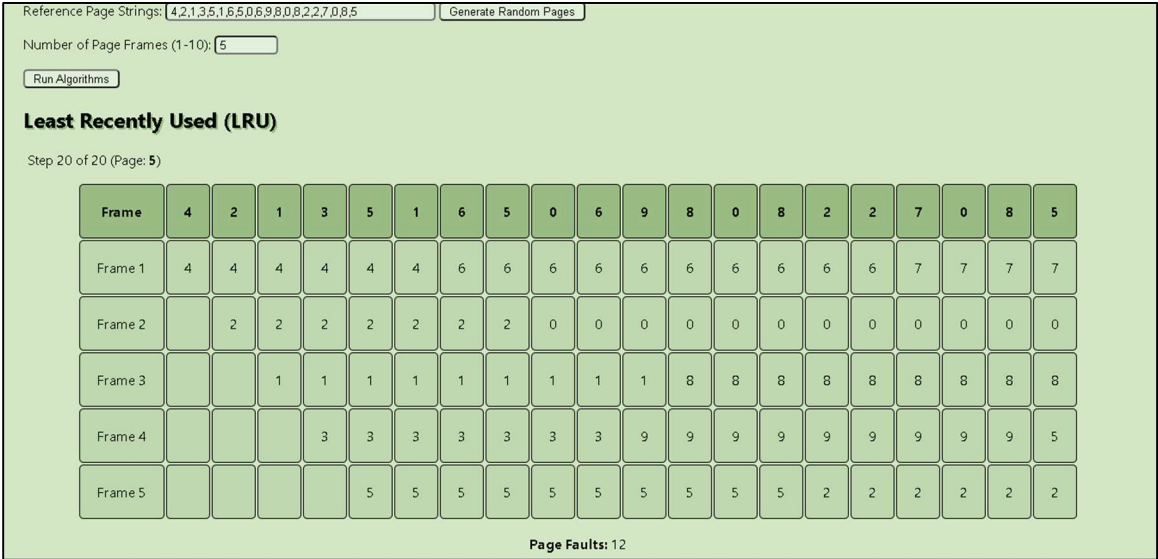 Reference Page Strings: 4,2,1,3,5,1,6,5,0,6,9,8,0,8,2,2,7,0,8,5 Generate Random Pages
Number of Page Frames (1-10): 5
Run Algorithms
Least Recently Used (LRU)
Step 20 of 20 (Page: 5)
Frame 4 2 1 3 5 1 6 5 0 6 9 8 0 8 2 2 7 0 8 5
Frame 1 4 4 4 4 4 4 6 6 6 6 6 6 6 6 6 6 7 7 7 7
Frame 2 2 2 2 2 2 2 2 0 0 0 0 0 0 0 0 0 0 0 0
Frame 3 1 1 1 1 1 1 1 1 1 8 8 8 8 8 8 8 8 8
Frame 4 3 3 3 3 3 3 3 9 9 9 9 9 9 9 9 9 5
Frame 5 5 5 5 5 5 5 5 5 5 5 2 2 2 2 2 2
Page Faults: 12